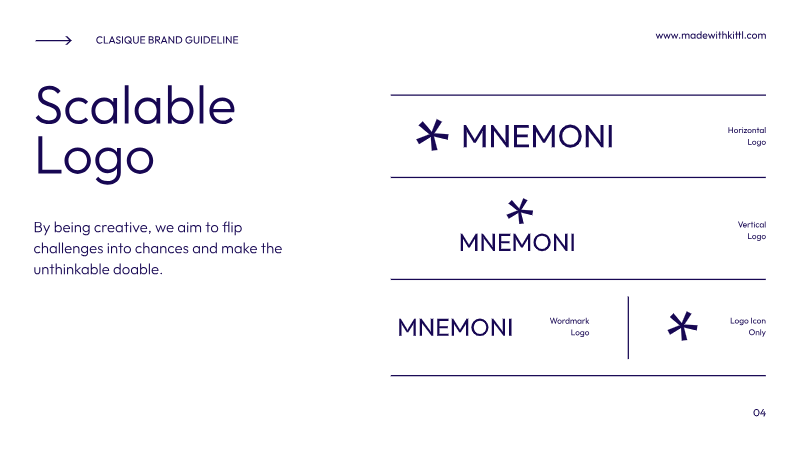 CLASIQUE BRAND GUIDELINE
www.madewithkittl.com
Scalable
Logo
By being creative, we aim to flip
challenges into chances and make the
unthinkable doable.
MNEMONI
Horizontal
Logo
MNEMONI
Vertical
Logo
MNEMONI
Wordmark
Logo
Logo Icon
Only
04